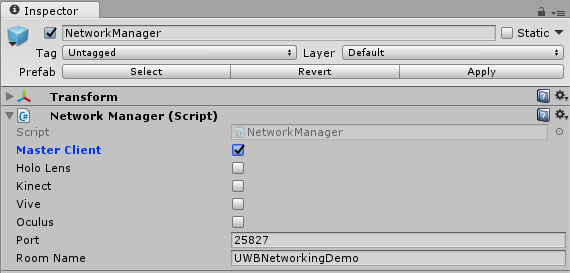 Inspector
NetworkManager Static
Tag Untagged Layer Default
Prefab Select Revert Apply
Transform
C# Network Manager (Script)
Script NetworkManager
Master Client
Holo Lens
Kinect
Vive
Oculus
Port 25827
Room Name UWBNetworkingDemo